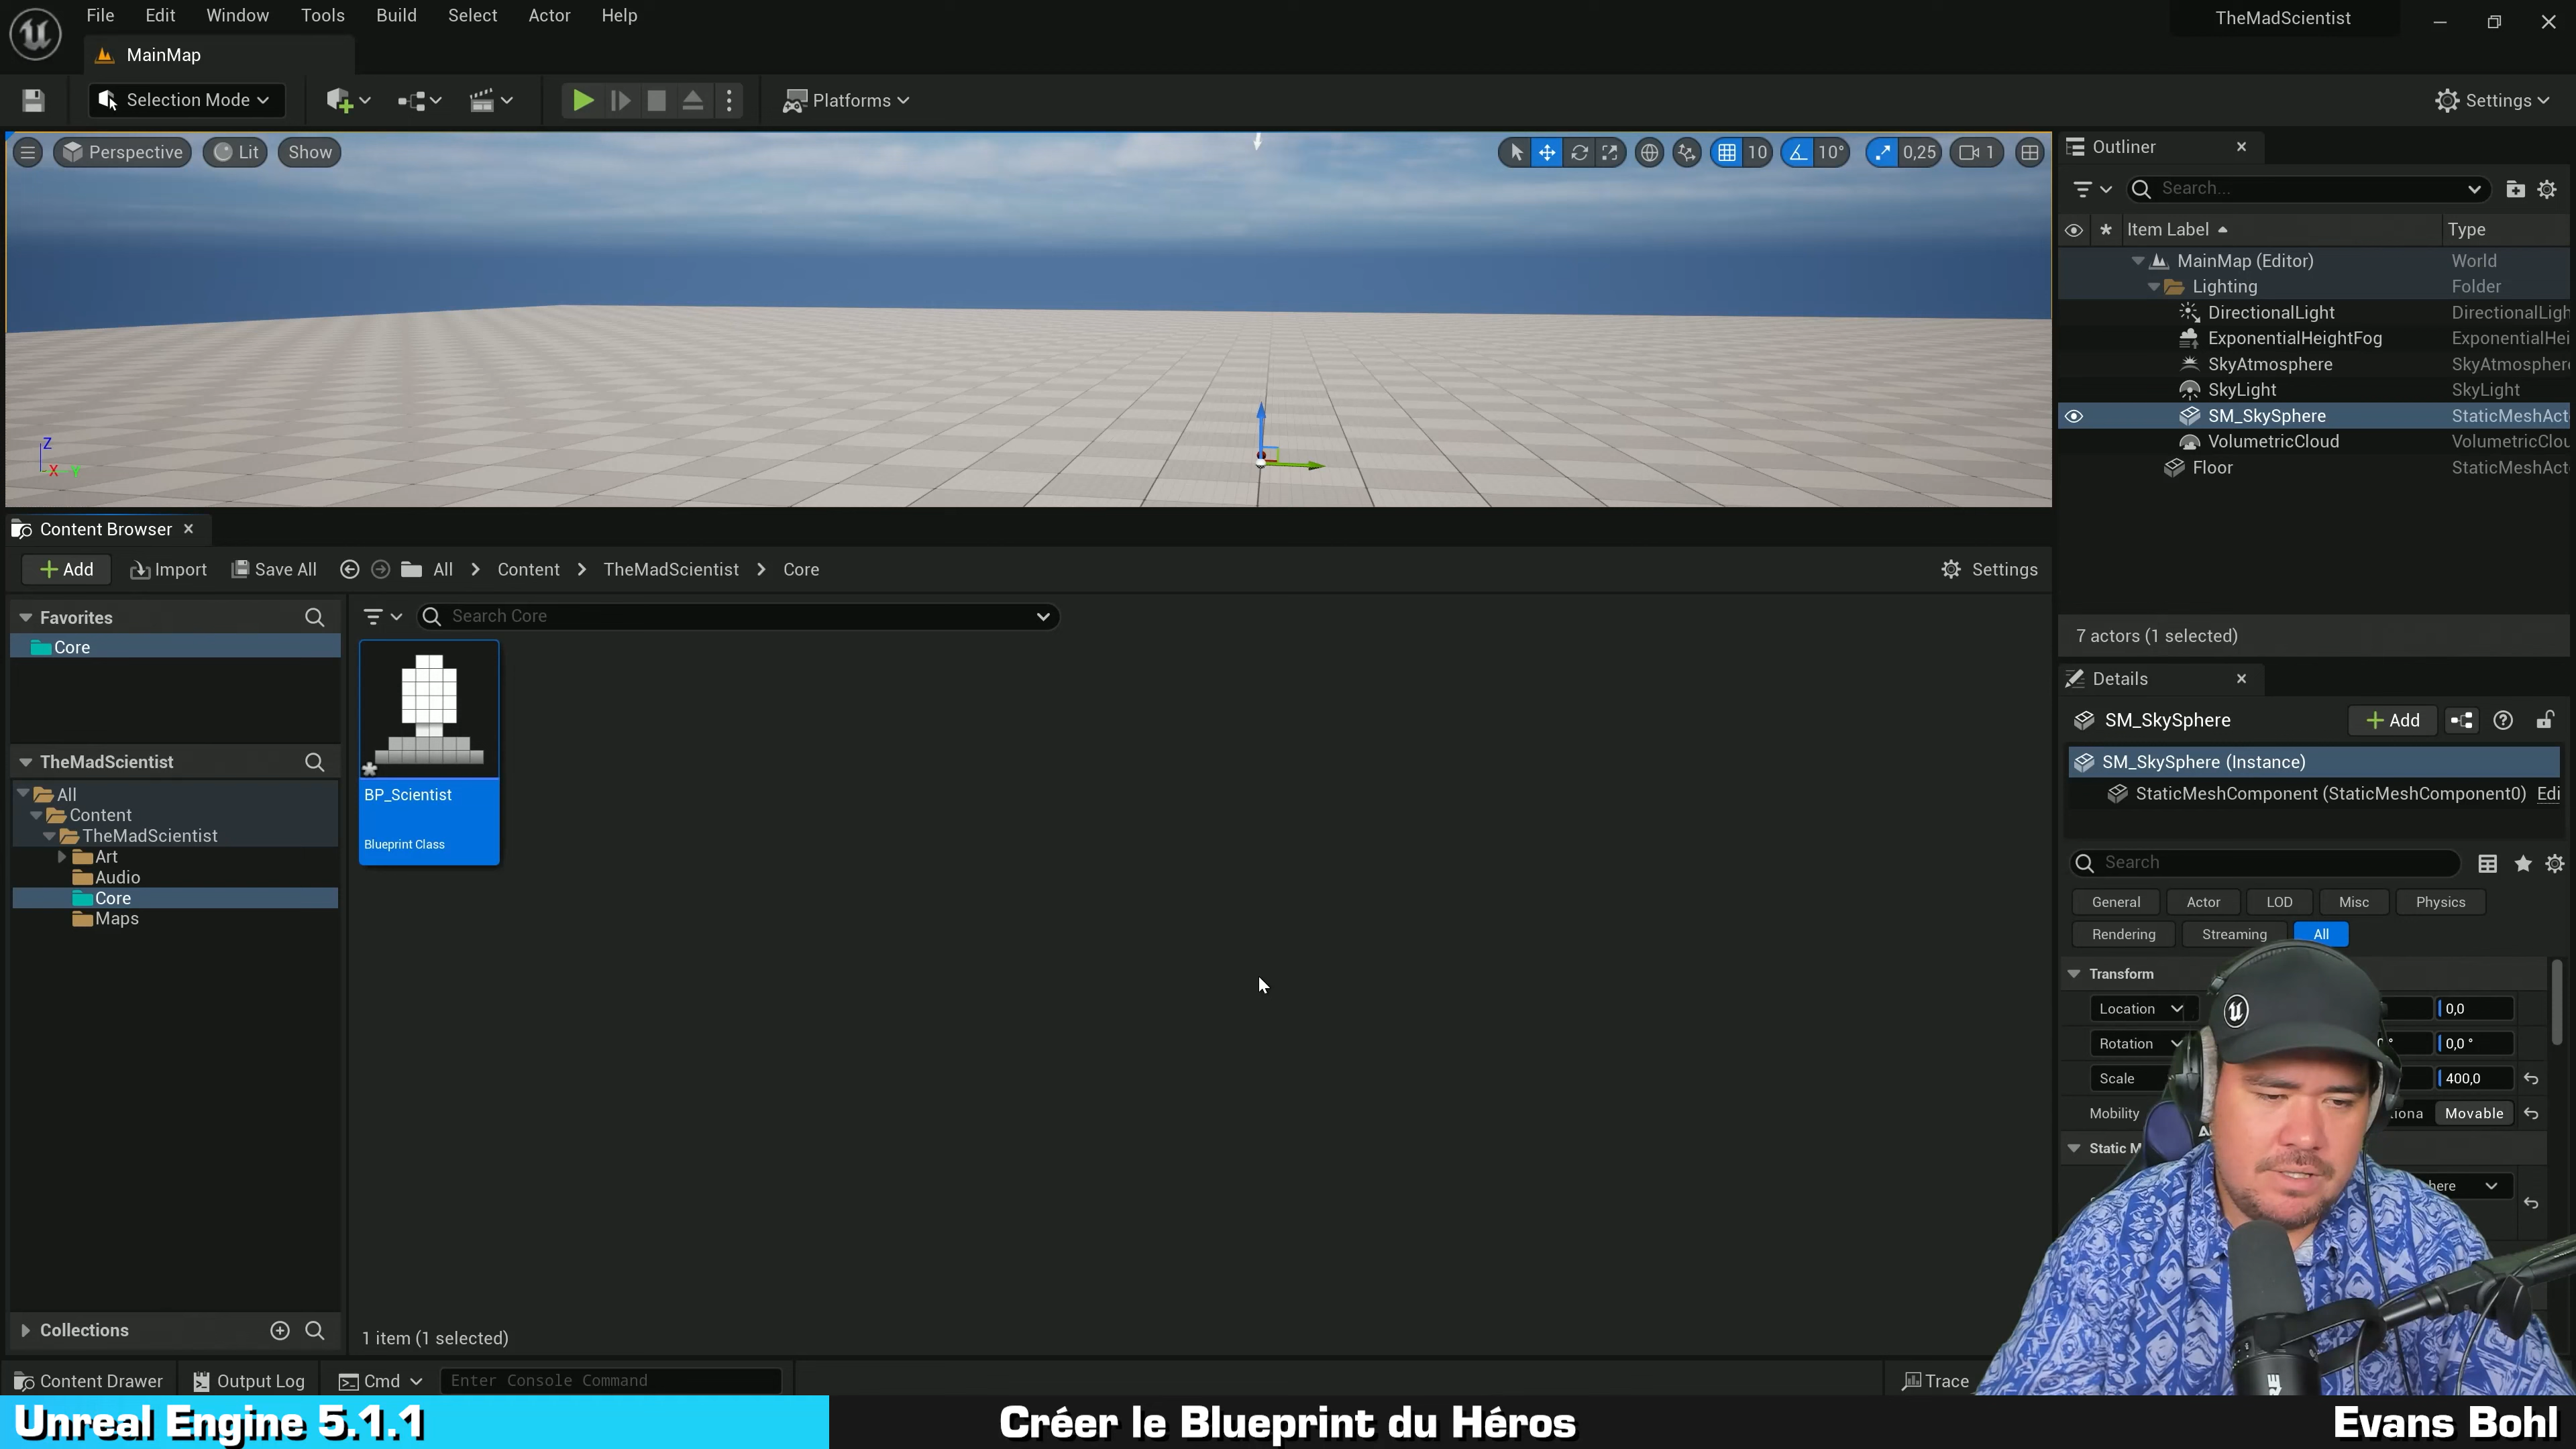 File Edit Window Tools Build Select Actor Help
TheMadScientist
MainMap
Selection Mode
Platforms
Settings
Perspective
Lit
Show
10
10°
0,25
1
Z
X
Y
Outliner
Search...
Item Label
Type
MainMap (Editor) World
Lighting Folder
DirectionalLight DirectionalLigh
ExponentialHeightFog ExponentialHei
SkyAtmosphere SkyAtmospher
SkyLight SkyLight
SM_SkySphere StaticMeshAct
VolumetricCloud VolumetricClou
Floor StaticMeshAct
7 actors (1 selected)
Content Browser
Add
Import
Save All
All
Content
TheMadScientist
Core
Settings
Favorites
Core
Search Core
BP_Scientist
Blueprint Class
TheMadScientist
All
Content
TheMadScientist
Art
Audio
Core
Maps
Collections
1 item (1 selected)
Details
SM_SkySphere
Add
SM_SkySphere (Instance)
StaticMeshComponent (StaticMeshComponent0) Edi
Search
General Actor LOD Misc Physics
Rendering Streaming All
Transform
Location 0,0
Rotation 0,0 °
Scale 400,0
Mobility iona Movable
Static M
here
Content Drawer
Output Log
Cmd
Enter Console Command
Trace
Unreal Engine 5.1.1
Créer le Blueprint du Héros
Evans Bohl